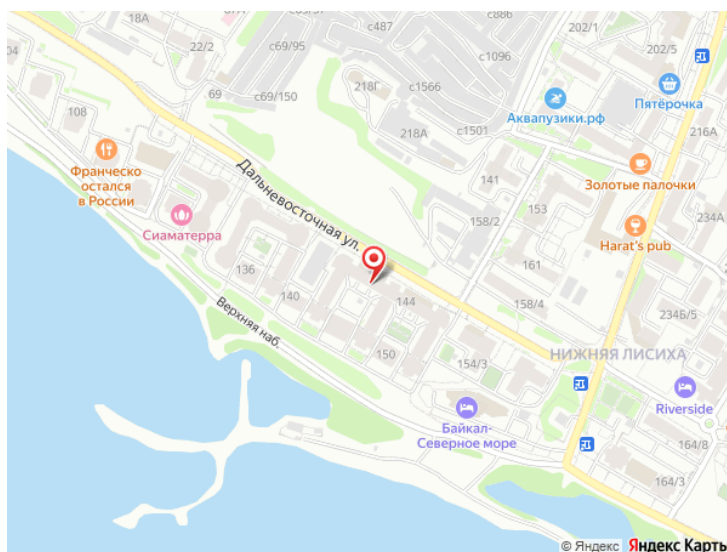 18А
22/2
с69/95
с487
с1096
202/1
202/5
218Г
с1566
69
с69/150
Пятёрочка
Аквапузики.рф
104
108
218А
с1501
216А
Франческо
остался
в России
Дальневосточная ул.
141
Золотые палочки
153
234А
Сиаматерра
158/2
Harat's pub
136
161
140
144
158/4
234Б/5
Верхняя наб.
150
154/3
НИЖНЯЯ ЛИСИХА
Riverside
Байкал-
Северное море
164/8
164/3
© Яндекс Яндекс Карты